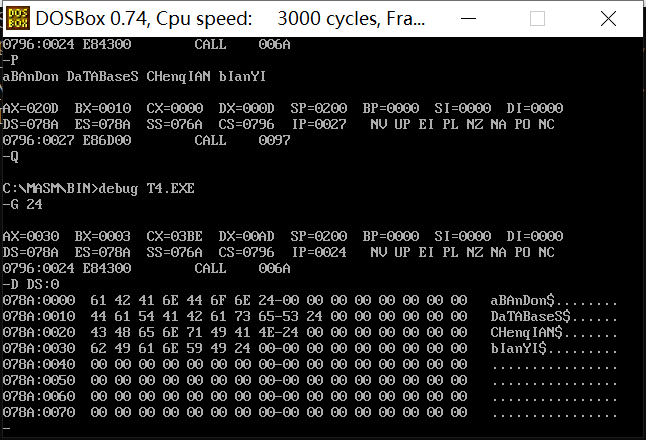 DOS
BOX
DOSBox 0.74, Cpu speed: 3000 cycles, Fra...
0796:0024 E84300 CALL 006A
-P
aBAnDon DaTABaseS CHenqIAN bIanYI
AX=020D BX=0010 CX=0000 DX=000D SP=0200 BP=0000 SI=0000 DI=0000
DS=078A ES=078A SS=076A CS=0796 IP=0027 NV UP EI PL NZ NA PO NC
0796:0027 E86D00 CALL 0097
-Q
C:\MASM\BIN>debug T4.EXE
-G 24
AX=0030 BX=0003 CX=03BE DX=00AD SP=0200 BP=0000 SI=0000 DI=0000
DS=078A ES=078A SS=076A CS=0796 IP=0024 NV UP EI PL NZ NA PO NC
0796:0024 E84300 CALL 006A
-D DS:0
078A:0000 61 42 41 6E 44 6F 6E 24-00 00 00 00 00 00 00 00 aBAnDon$........
078A:0010 44 61 54 41 42 61 73 65-53 24 00 00 00 00 00 00 DaTABaseS$......
078A:0020 43 48 65 6E 71 49 41 4E-24 00 00 00 00 00 00 00 CHenqIAN$.......
078A:0030 62 49 61 6E 59 49 24 00-00 00 00 00 00 00 00 00 bIanYI$.........
078A:0040 00 00 00 00 00 00 00 00-00 00 00 00 00 00 00 00 ................
078A:0050 00 00 00 00 00 00 00 00-00 00 00 00 00 00 00 00 ................
078A:0060 00 00 00 00 00 00 00 00-00 00 00 00 00 00 00 00 ................
078A:0070 00 00 00 00 00 00 00 00-00 00 00 00 00 00 00 00 ................
-